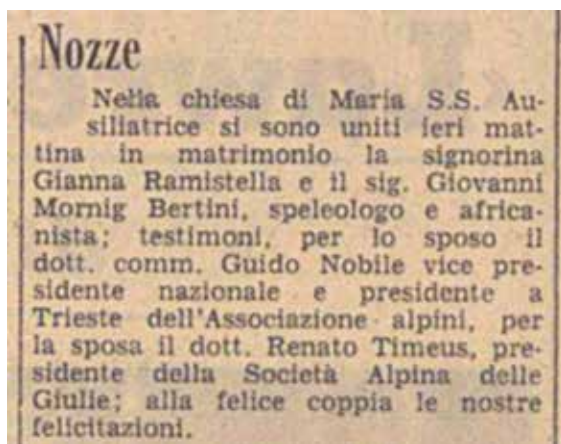 Nozze
Nella chiesa di Maria S.S. Au-
siliatrice si sono uniti ieri mat-
tina in matrimonio la signorina
Gianna Ramistella e il sig. Giovanni
Mornig Bertini, speleologo e africa-
nista; testimoni, per lo sposo il
dott. comm. Guido Nobile vice pre-
sidente nazionale e presidente a
Trieste dell'Associazione alpini, per
la sposa il dott. Renato Timeus, pre-
sidente della Società Alpina delle
Giulie; alla felice coppia le nostre
felicitazioni.